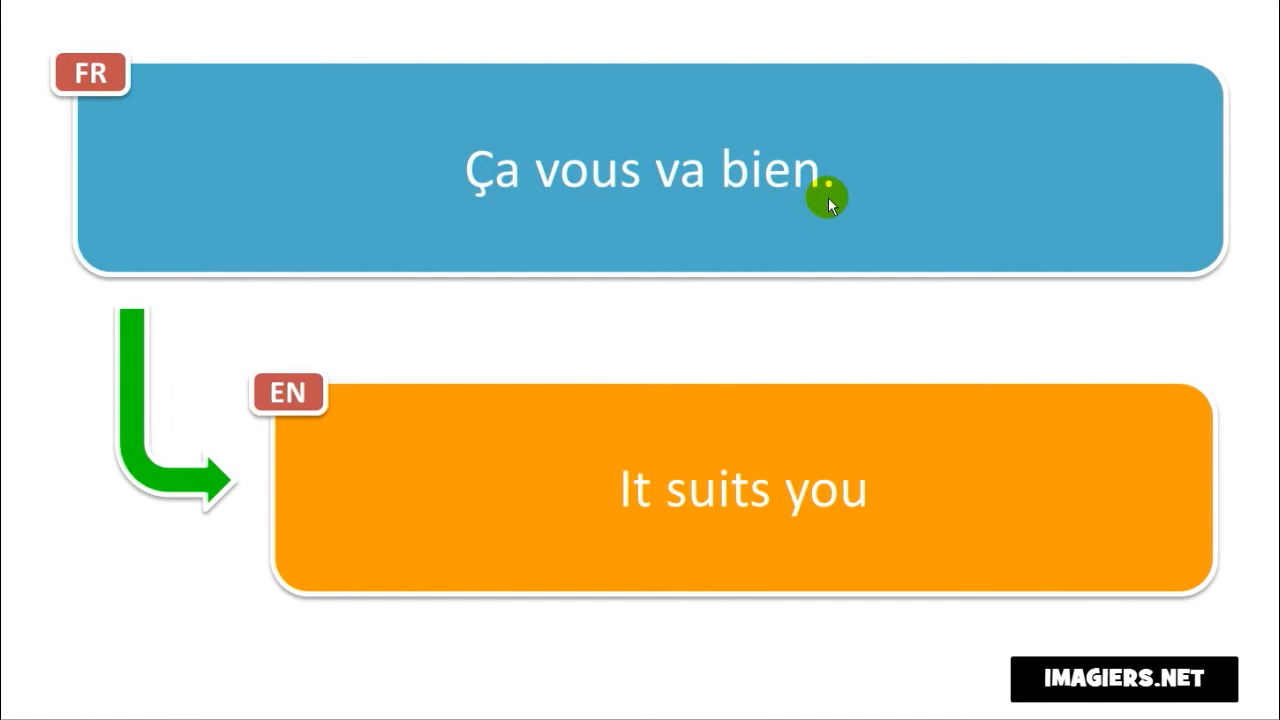 FR
Ça vous va bien.
EN
It suits you
IMAGIERS.NET